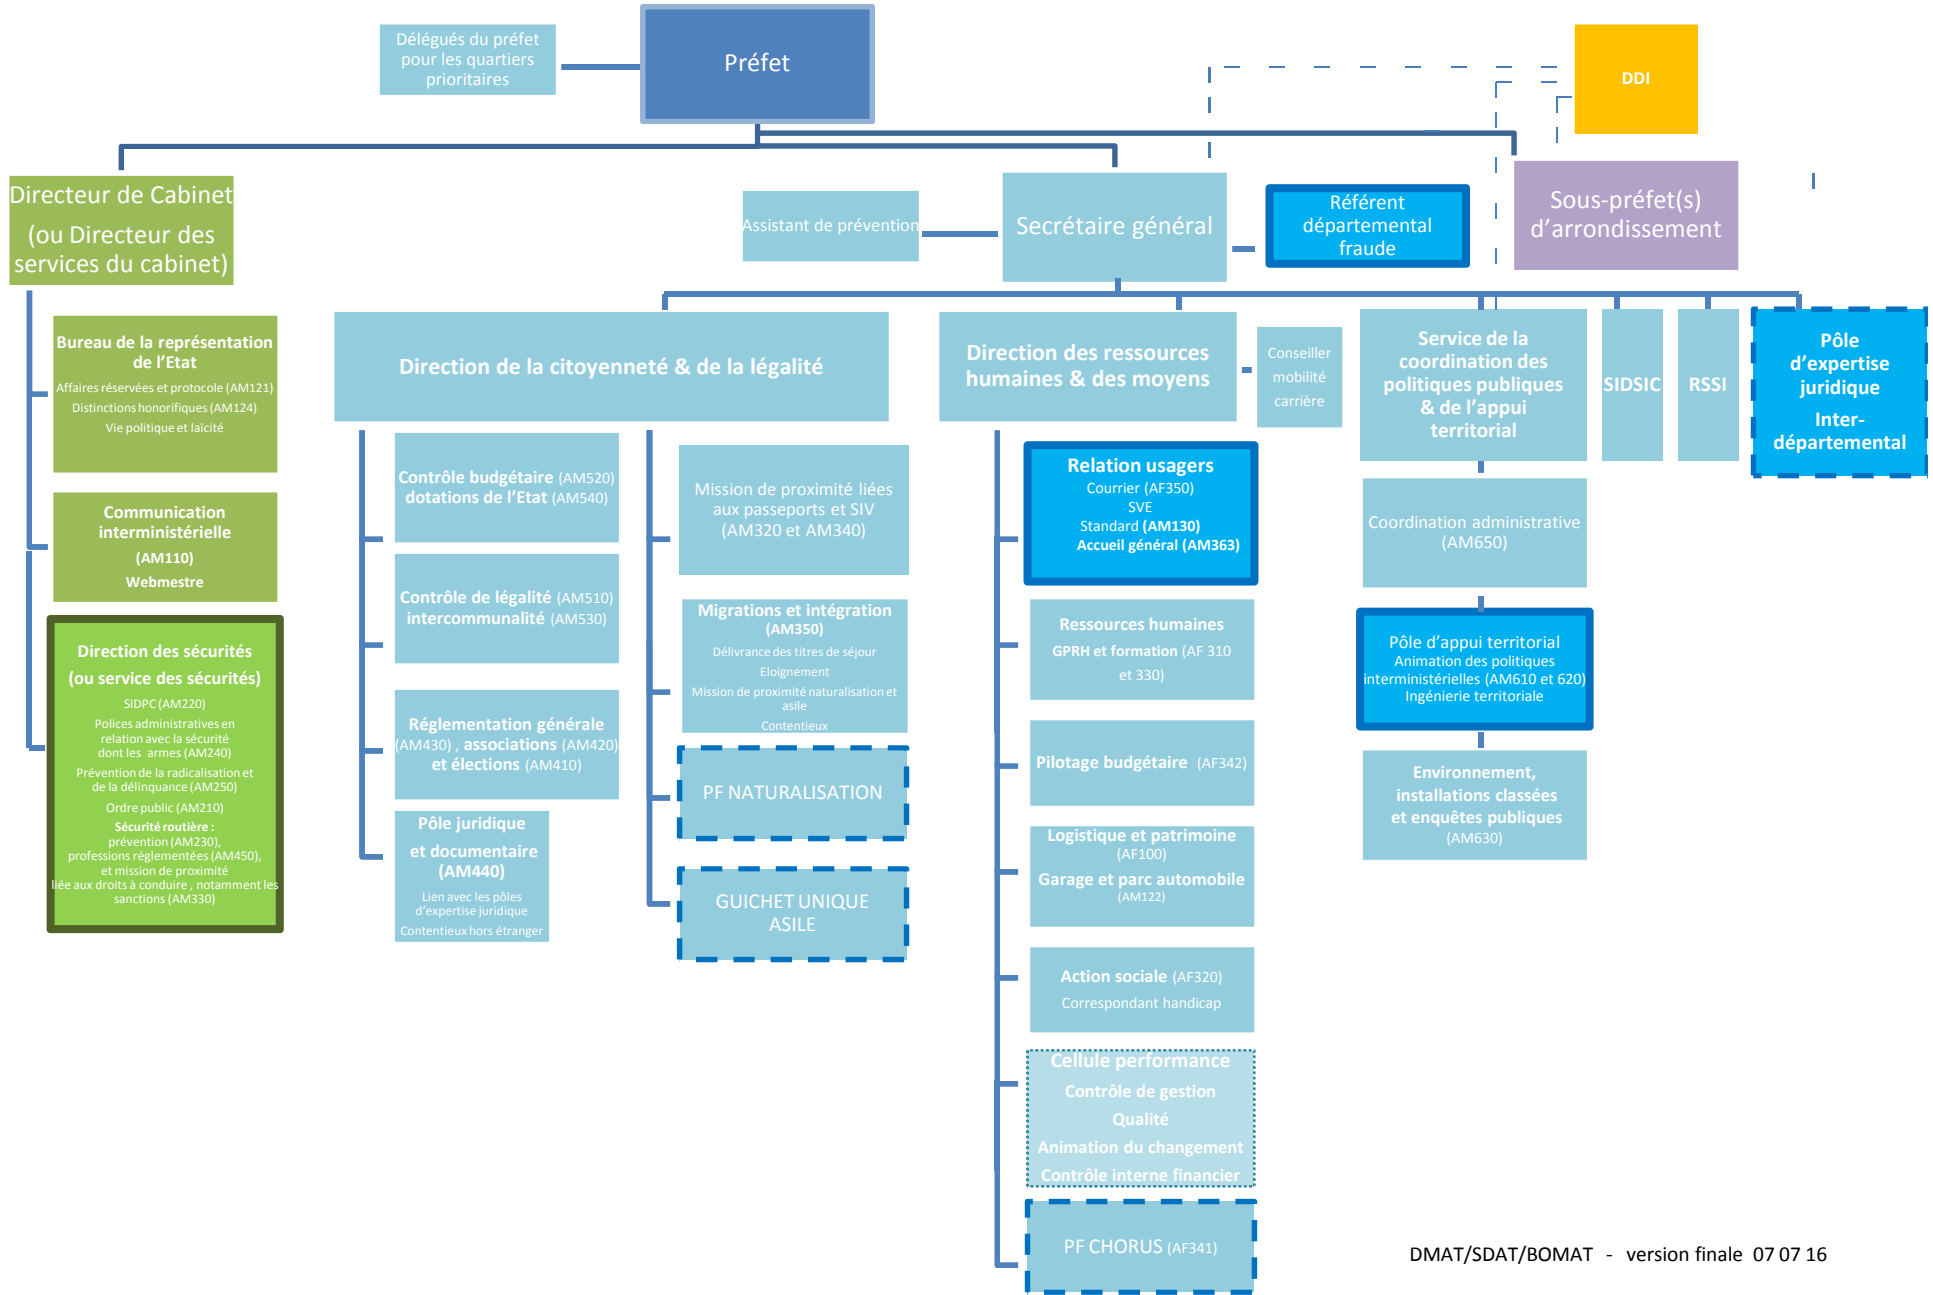 Délégués du préfet
pour les quartiers
prioritaires
Préfet
DDI
Directeur de Cabinet
(ou Directeur des
services du cabinet)
Assistant de prévention
Secrétaire général
Référent
départemental
fraude
Sous-préfet(s)
d’arrondissement
Bureau de la représentation
de l’Etat
Affaires réservées et protocole (AM121)
Distinctions honorifiques (AM124)
Vie politique et laïcité
Communication
interministérielle
(AM110)
Webmestre
Direction des sécurités
(ou service des sécurités)
SIDPC (AM220)
Polices administratives en
relation avec la sécurité
dont les armes (AM240)
Prévention de la radicalisation et
de la délinquance (AM250)
Ordre public (AM210)
Sécurité routière :
prévention (AM230),
professions réglementées (AM450),
et mission de proximité
liée aux droits à conduire , notamment les
sanctions (AM330)
Direction de la citoyenneté & de la légalité
Contrôle budgétaire (AM520)
dotations de l’Etat (AM540)
Contrôle de légalité (AM510)
intercommunalité (AM530)
Réglementation générale
(AM430) , associations (AM420)
et élections (AM410)
Pôle juridique
et documentaire
(AM440)
Lien avec les pôles
d’expertise juridique
Contentieux hors étranger
Mission de proximité liées
aux passeports et SIV
(AM320 et AM340)
Migrations et intégration
(AM350)
Délivrance des titres de séjour
Eloignement
Mission de proximité naturalisation et
asile
Contentieux
PF NATURALISATION
GUICHET UNIQUE
ASILE
Direction des ressources
humaines & des moyens
Conseiller
mobilité
carrière
Relation usagers
Courrier (AF350)
SVE
Standard (AM130)
Accueil général (AM363)
Ressources humaines
GPRH et formation (AF 310
et 330)
Pilotage budgétaire (AF342)
Logistique et patrimoine
(AF100)
Garage et parc automobile
(AM122)
Action sociale (AF320)
Correspondant handicap
Cellule performance
Contrôle de gestion
Qualité
Animation du changement
Contrôle interne financier
PF CHORUS (AF341)
Service de la
coordination des
politiques publiques
& de l’appui
territorial
Coordination administrative
(AM650)
Pôle d’appui territorial
Animation des politiques
interministérielles (AM610 et 620)
Ingénierie territoriale
Environnement,
installations classées
et enquêtes publiques
(AM630)
SIDSIC
RSSI
Pôle
d’expertise
juridique
Inter-
départemental
DMAT/SDAT/BOMAT - version finale 07 07 16